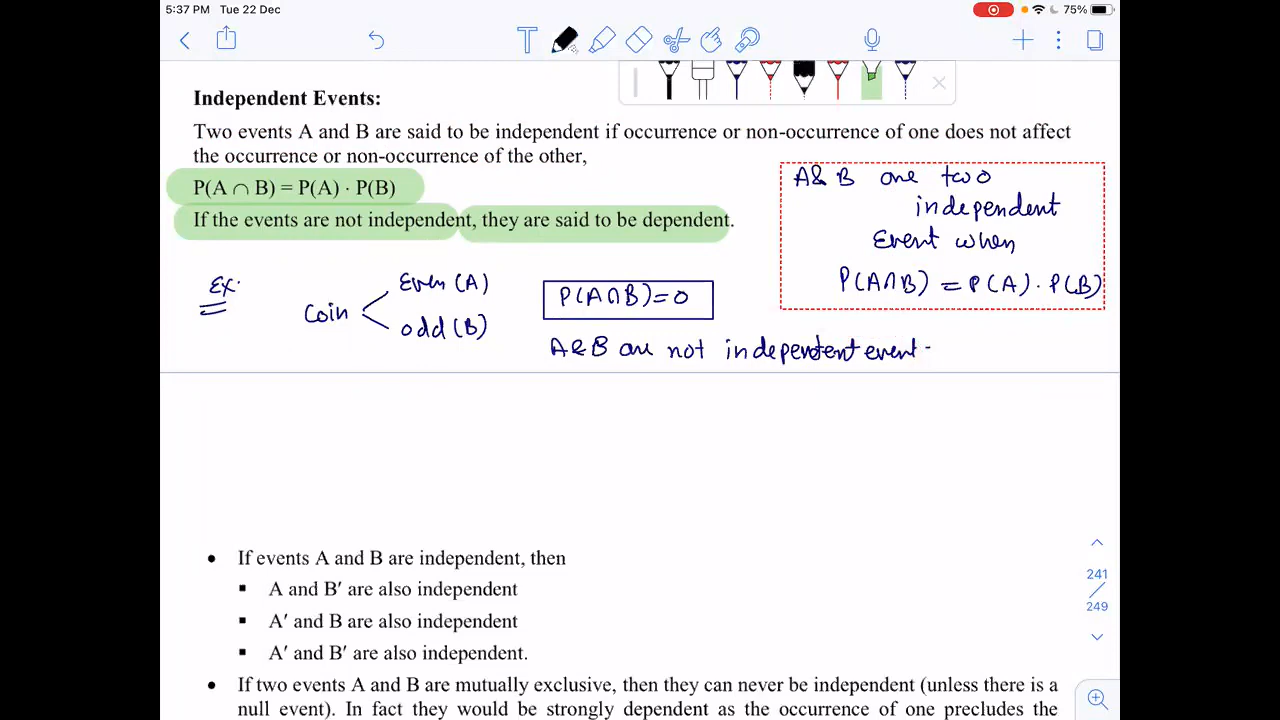 5:37 PM Tue 22 Dec
75%
Independent Events:
Two events A and B are said to be independent if occurrence or non-occurrence of one does not affect
the occurrence or non-occurrence of the other,
P(A ∩ B) = P(A) · P(B)
If the events are not independent, they are said to be dependent.
A & B one two
independent
Event when
P(A∩B) = P(A) . P(B)
Ex:
Coin
Even (A)
odd (B)
P(A∩B) = 0
A & B are not independent event.
• If events A and B are independent, then
▪ A and B′ are also independent
▪ A′ and B are also independent
▪ A′ and B′ are also independent.
• If two events A and B are mutually exclusive, then they can never be independent (unless there is a
null event). In fact they would be strongly dependent as the occurrence of one precludes the
241
/
249